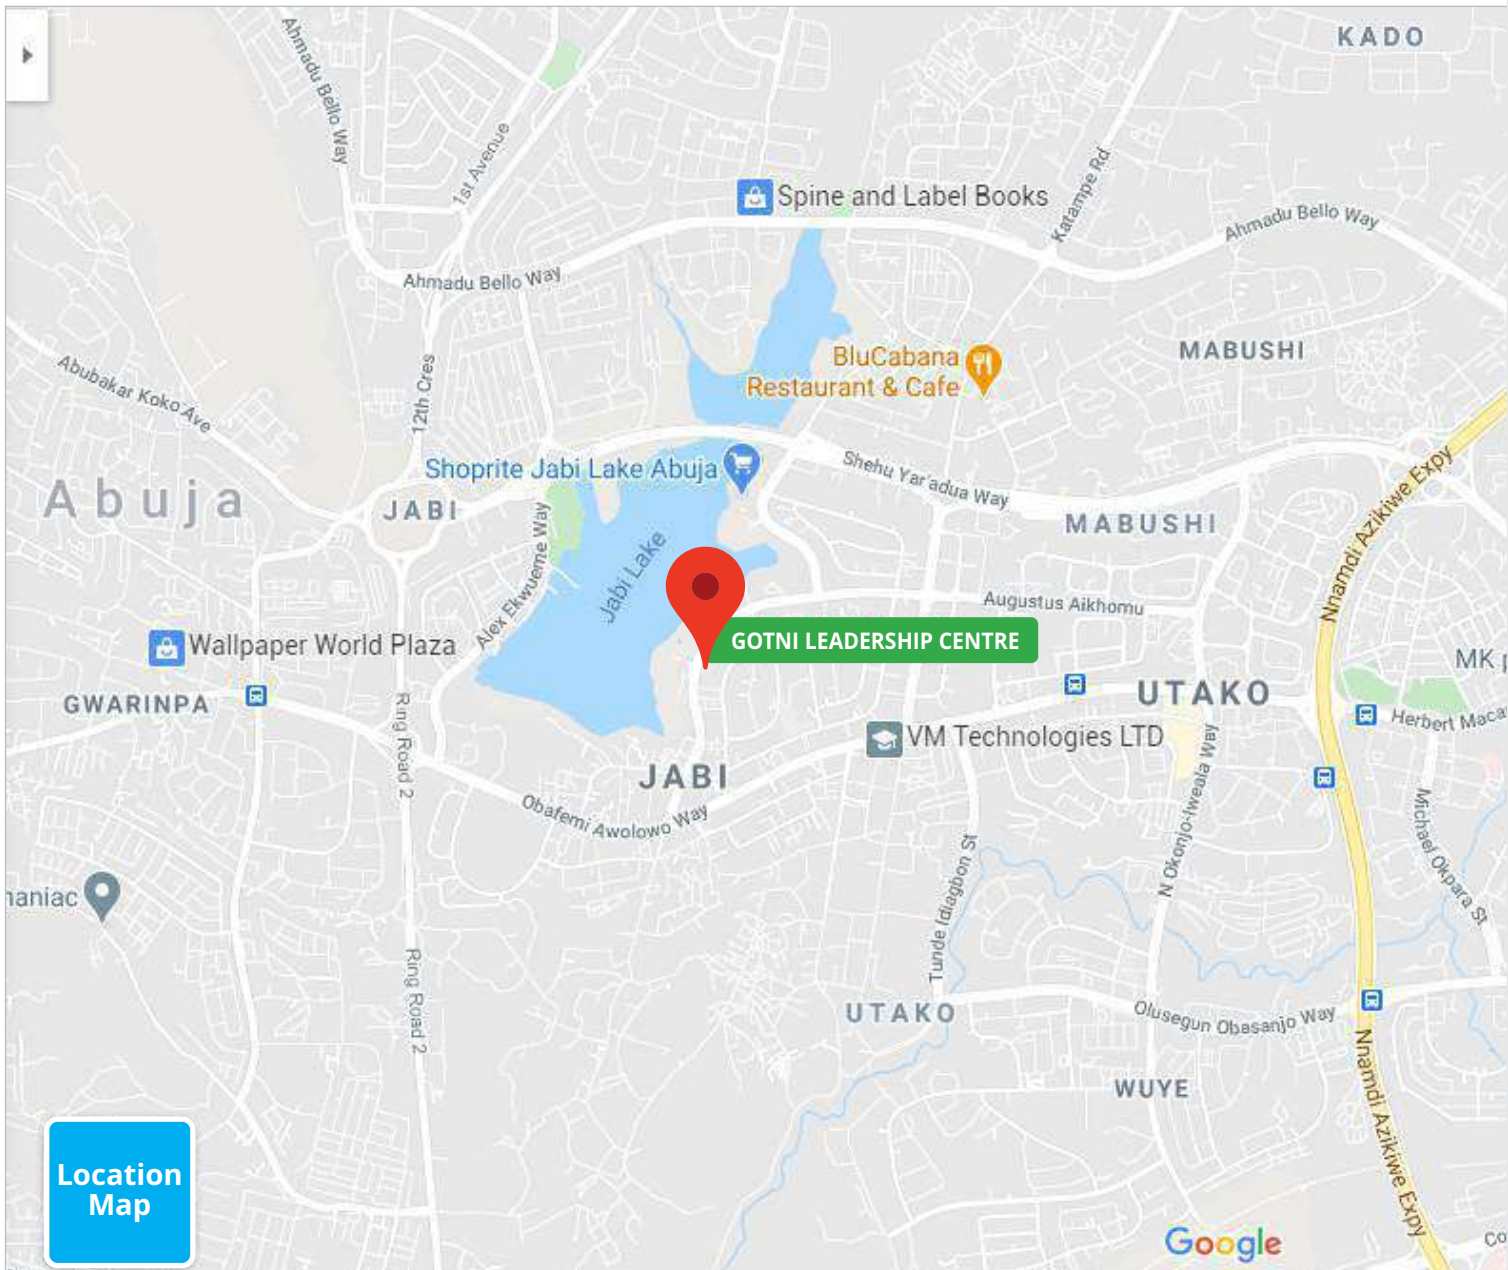 KADO
Ahmadu Bello Way
1st Avenue
Katampe Rd
Spine and Label Books
Ahmadu Bello Way
Ahmadu Bello Way
MABUSHI
BluCabana
Restaurant & Cafe
Abubakar Koko Ave
12th Cres
Shoprite Jabi Lake Abuja
Shehu Yar'adua Way
Nnamdi Azikiwe Expy
Abuja
JABI
MABUSHI
Alex Ekwueme Way
Jabi Lake
Augustus Aikhomu
GOTNI LEADERSHIP CENTRE
Wallpaper World Plaza
MK
UTAKO
GWARINPA
Herbert Maca
Ring Road 2
VM Technologies LTD
N Okonjo-Iweala Way
JABI
Obafemi Awolowo Way
Michael Okpara St
Tunde Idiagbon St
naniac
Ring Road 2
UTAKO
Olusegun Obasanjo Way
Nnamdi Azikiwe Expy
WUYE
Location
Map
Google
Co